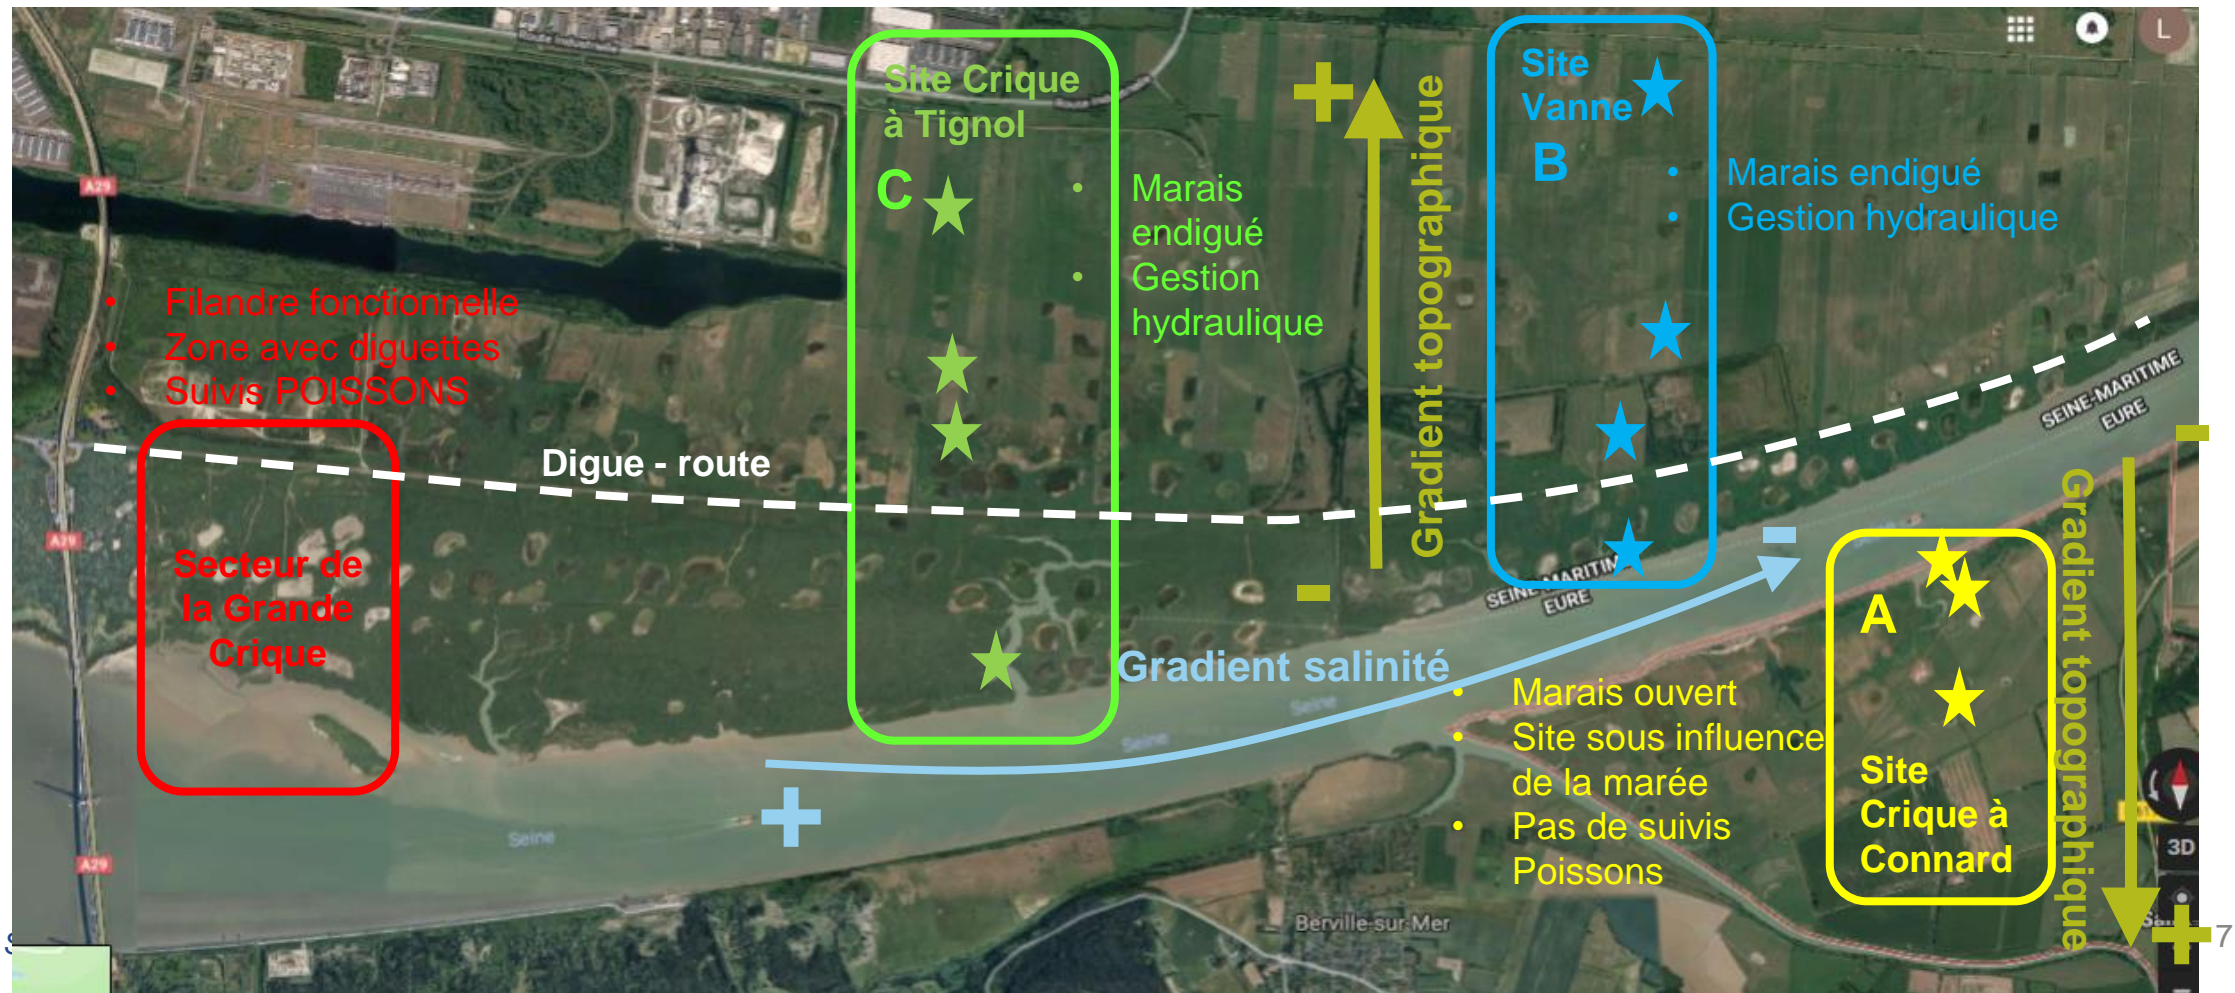 Site Crique
à Tignol
C
• Marais
endigué
• Gestion
hydraulique
Gradient topographique
Site
Vanne
B
• Marais endigué
• Gestion hydraulique
L
A29
• Filandre fonctionnelle
• Zone avec diguettes
• Suivis POISSONS
Digue - route
Secteur de
la Grande
Crique
A29
A29
Gradient salinité
SEINE-MARITIME
EURE
SEINE-MARITIM
EURE
Seine
Seine
Seine
• Marais ouvert
• Site sous influence
de la marée
• Pas de suivis
Poissons
A
Site
Crique à
Connard
Gradient topographique
3D
Berville-sur-Mer
7